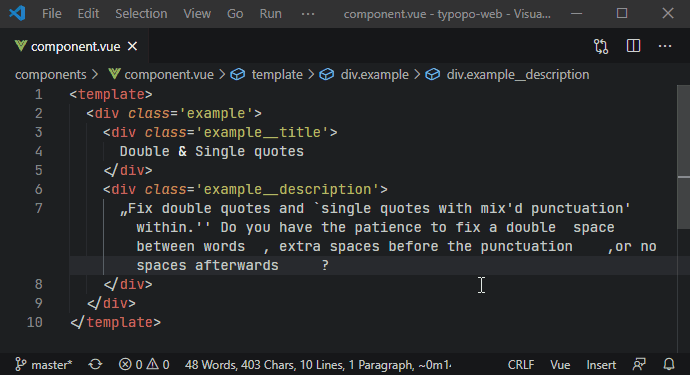 File Edit Selection ··· component.vue - typopo-web - Visua...
component.vue
components > component.vue > template > div.example > div.example__description
1 <template>
2 <div class='example'>
3 <div class='example__title'>
4 Double & Single quotes
5 </div>
6 <div class='example__description'>
7 „Fix double quotes and `single quotes with mix'd punctuation'
within.'' Do you have the patience to fix a double  space
between words  , extra spaces before the punctuation    ,or no
spaces afterwards     ?
8 </div>
9 </div>
10 </template>
master* 0 0 48 Words, 403 Chars, 10 Lines, 1 Paragraph, ~0m14 CRLF Vue Insert